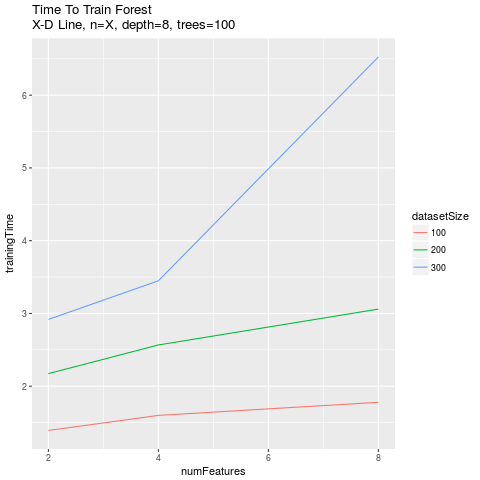 Time To Train Forest
X-D Line, n=X, depth=8, trees=100
6
5
4
3
2
trainingTime
2 4 6 8
numFeatures
datasetSize
100
200
300